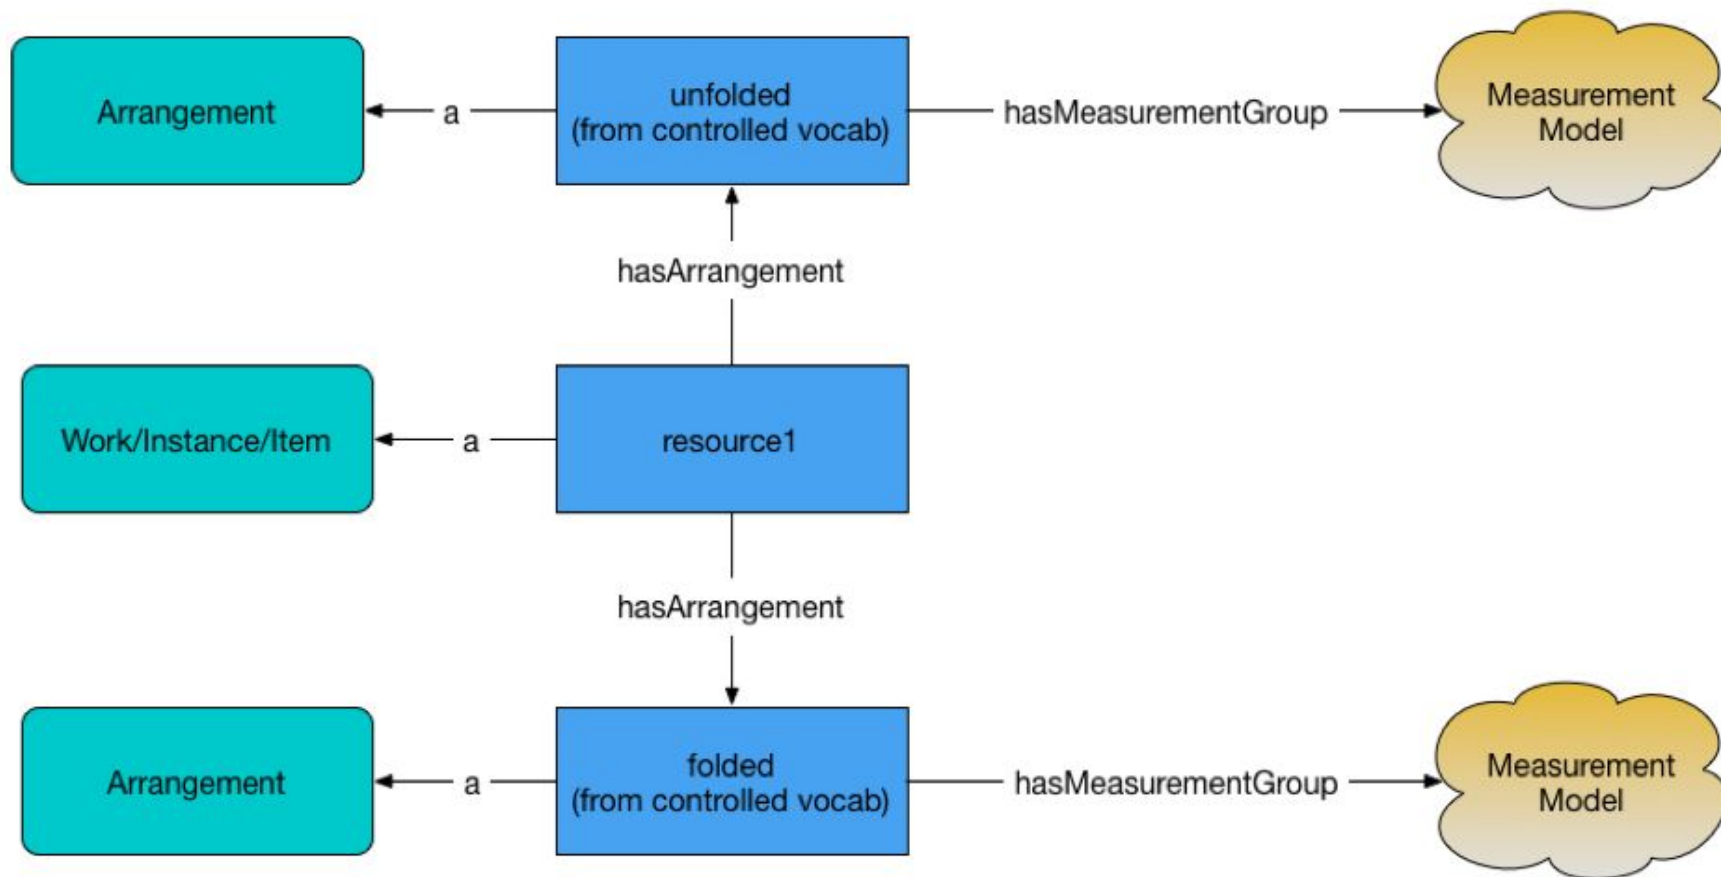 Arrangement
a
unfolded
(from controlled vocab)
hasMeasurementGroup
Measurement
Model
hasArrangement
Work/Instance/Item
a
resource1
hasArrangement
Arrangement
a
folded
(from controlled vocab)
hasMeasurementGroup
Measurement
Model